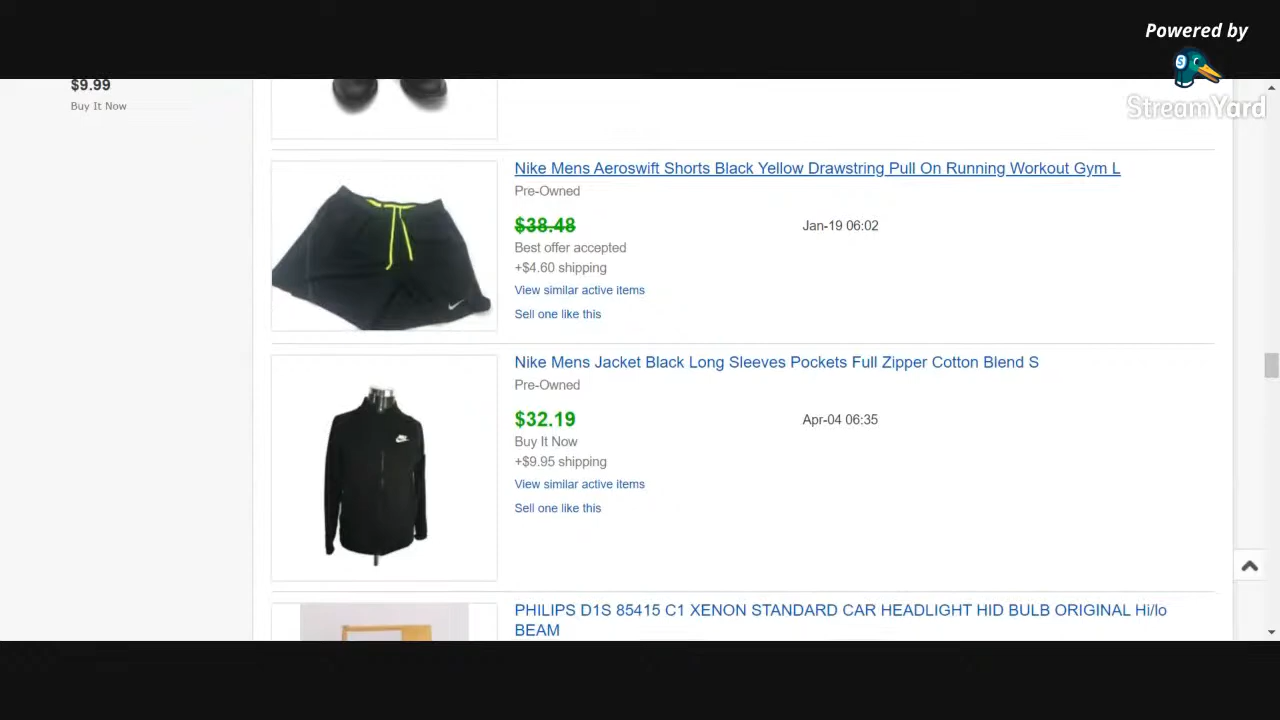 Powered by
StreamYard
$9.99
Buy It Now
Nike Mens Aeroswift Shorts Black Yellow Drawstring Pull On Running Workout Gym L
Pre-Owned
$38.48
Jan-19 06:02
Best offer accepted
+$4.60 shipping
View similar active items
Sell one like this
Nike Mens Jacket Black Long Sleeves Pockets Full Zipper Cotton Blend S
Pre-Owned
$32.19
Apr-04 06:35
Buy It Now
+$9.95 shipping
View similar active items
Sell one like this
PHILIPS D1S 85415 C1 XENON STANDARD CAR HEADLIGHT HID BULB ORIGINAL Hi/lo
BEAM